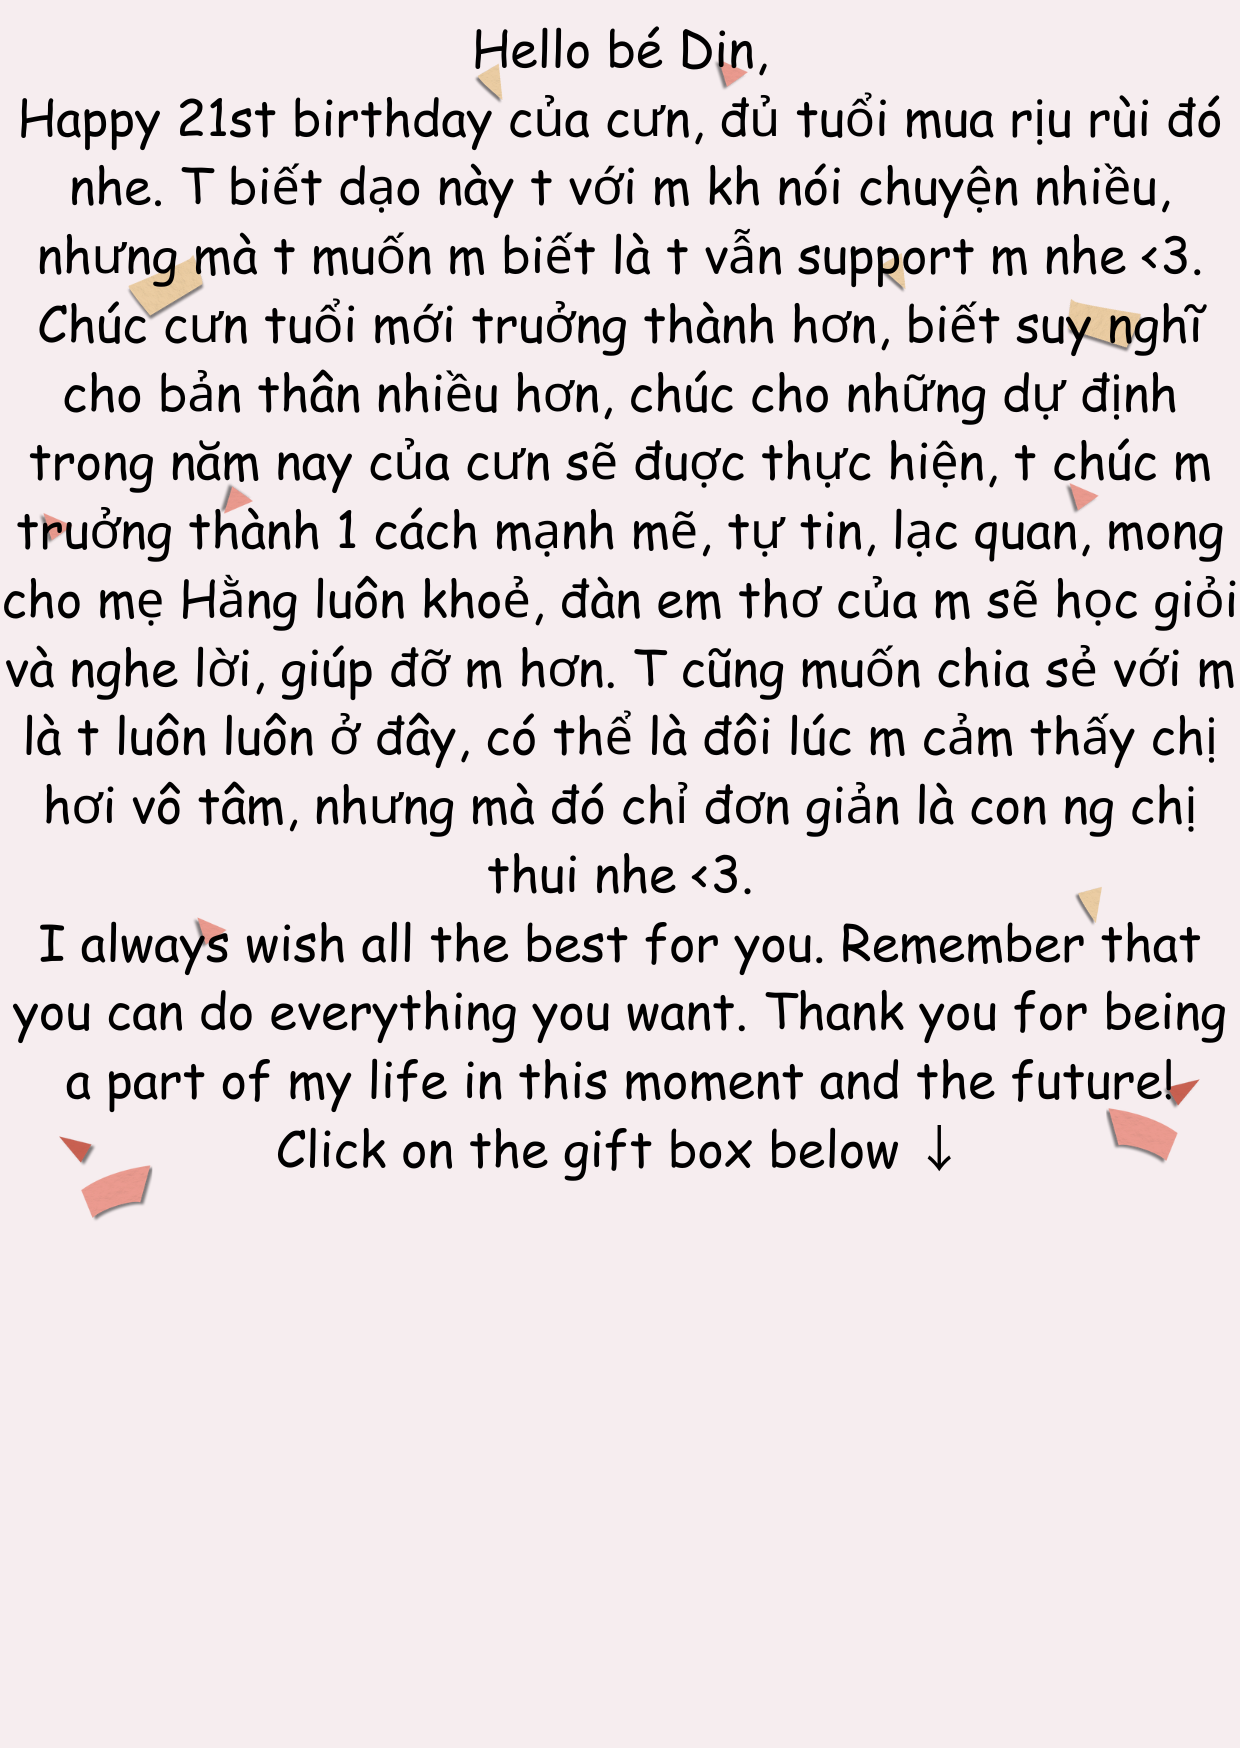 Hello bé Din,
Happy 21st birthday của cưn, đủ tuổi mua rịu rùi đó
nhe. T biết dạo này t với m kh nói chuyện nhiều,
nhưng mà t muốn m biết là t vẫn support m nhe <3.
Chúc cưn tuổi mới truởng thành hơn, biết suy nghĩ
cho bản thân nhiều hơn, chúc cho những dự định
trong năm nay của cưn sẽ đuợc thực hiện, t chúc m
truởng thành 1 cách mạnh mẽ, tự tin, lạc quan, mong
cho mẹ Hằng luôn khoẻ, đàn em thơ của m sẽ học giỏi
và nghe lời, giúp đỡ m hơn. T cũng muốn chia sẻ với m
là t luôn luôn ở đây, có thể là đôi lúc m cảm thấy chị
hơi vô tâm, nhưng mà đó chỉ đơn giản là con ng chị
thui nhe <3.
I always wish all the best for you. Remember that
you can do everything you want. Thank you for being
a part of my life in this moment and the future!
Click on the gift box below ↓